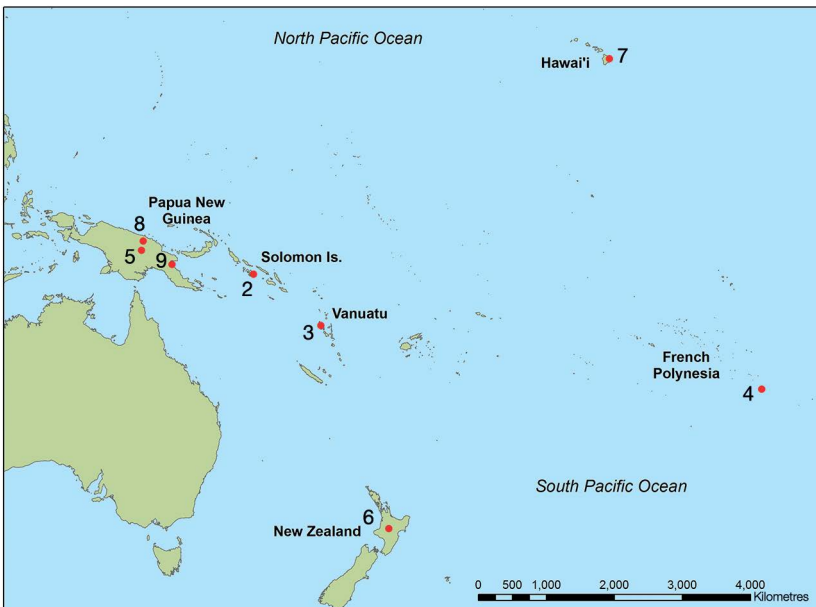 North Pacific Ocean
Hawai'i
7
Papua New
Guinea
8
5
9
Solomon Is.
2
Vanuatu
3
French
Polynesia
4
South Pacific Ocean
6
New Zealand
0 500 1,000 2,000 3,000 4,000
Kilometres